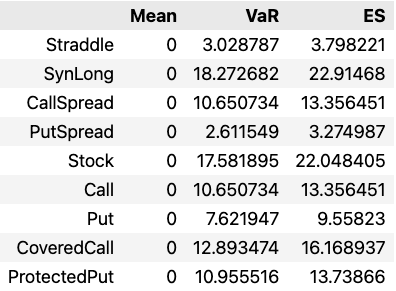 Mean VaR ES
Straddle 0 3.028787 3.798221
SynLong 0 18.272682 22.91468
CallSpread 0 10.650734 13.356451
PutSpread 0 2.611549 3.274987
Stock 0 17.581895 22.048405
Call 0 10.650734 13.356451
Put 0 7.621947 9.55823
CoveredCall 0 12.893474 16.168937
ProtectedPut 0 10.955516 13.73866